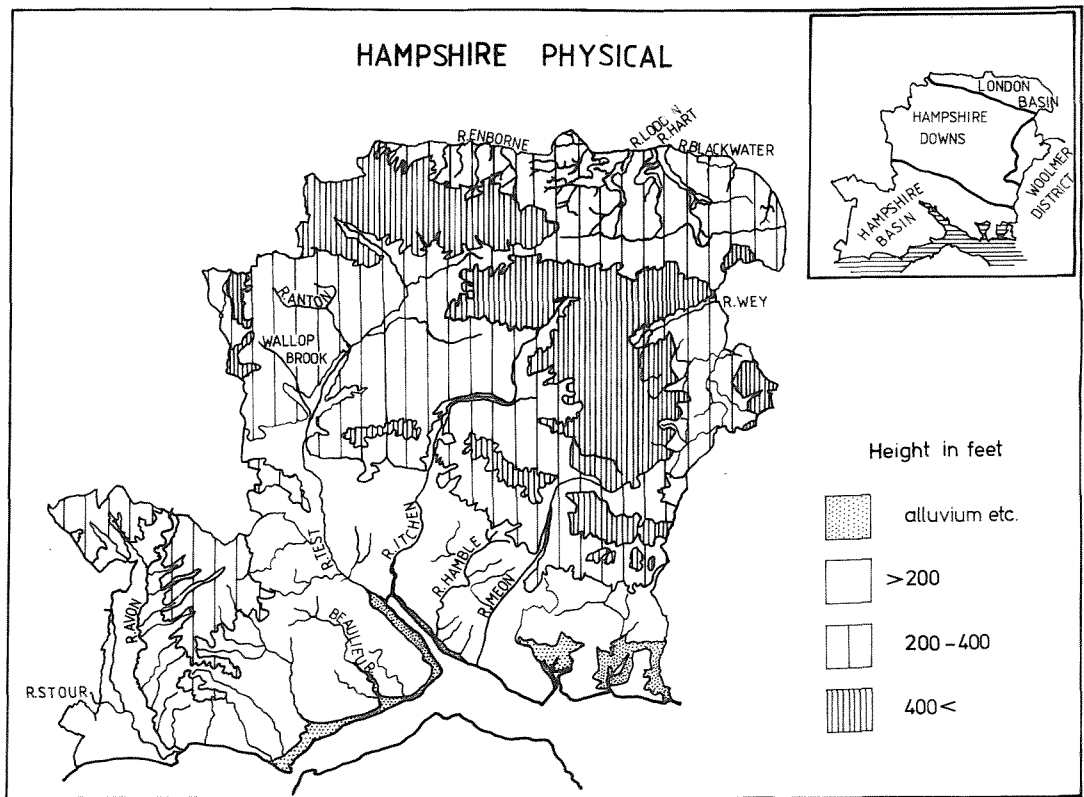 HAMPSHIRE PHYSICAL
LONDON
BASIN
HAMPSHIRE
DOWNS
WOOLMER
DISTRICT
HAMPSHIRE
BASIN
R.ENBORNE
R.LODDON
R.HART
R.BLACKWATER
R.ANTON
R.WEY
WALLOP
BROOK
R.TEST
R.ITCHEN
R.HAMBLE
R.MEON
R.AVON
BEAULIEU R.
R.STOUR
Height in feet
alluvium etc.
>200
200-400
400<